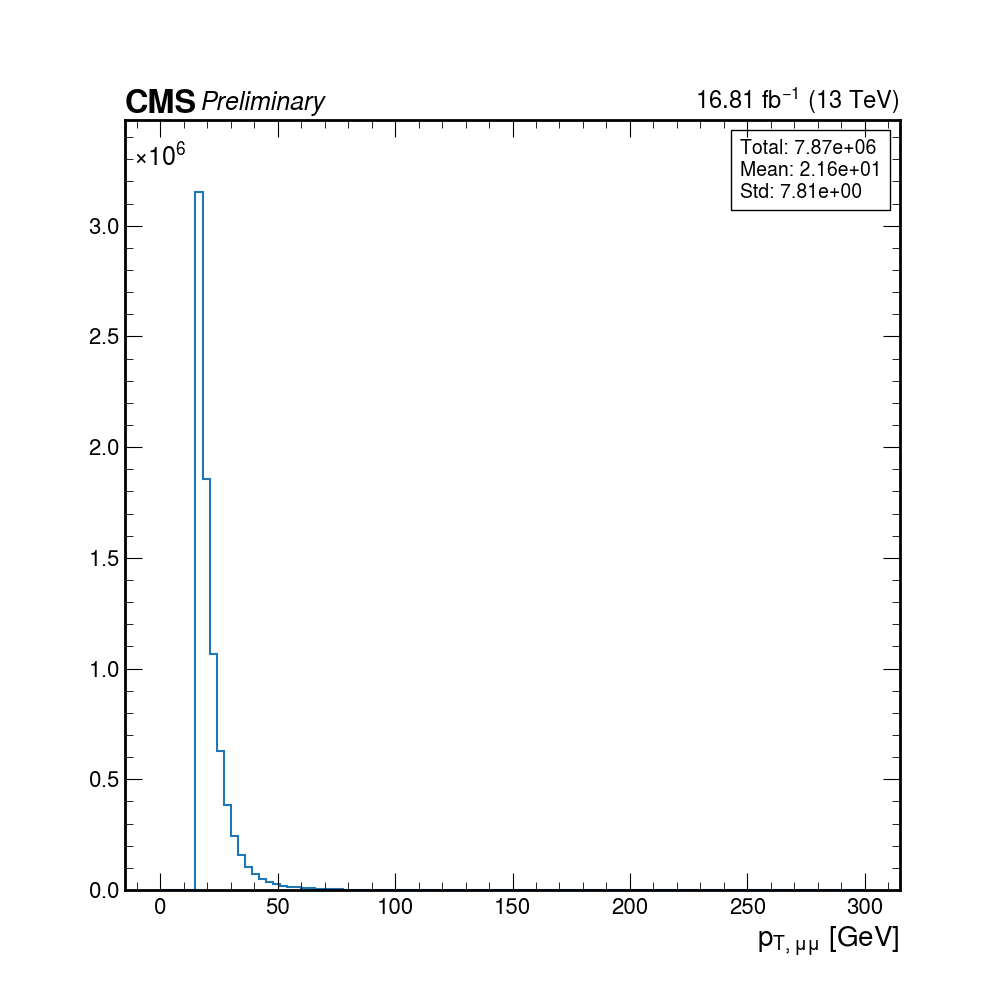 CMS Preliminary
16.81 fb⁻¹ (13 TeV)
×10⁶
Total: 7.87e+06
Mean: 2.16e+01
Std: 7.81e+00
3.0
2.5
2.0
1.5
1.0
0.5
0.0
0 50 100 150 200 250 300
p_T, μμ [GeV]